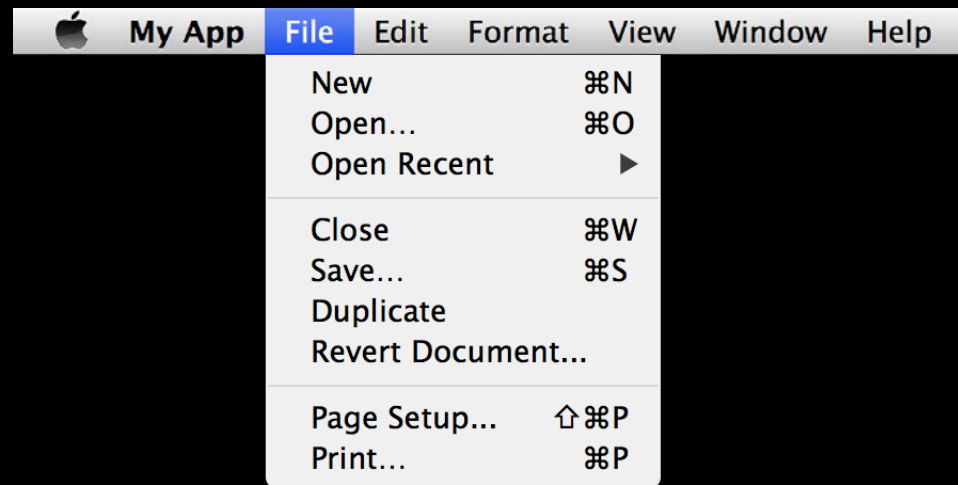 My App File Edit Format View Window Help
New ⌘N
Open… ⌘O
Open Recent ▶
Close ⌘W
Save… ⌘S
Duplicate
Revert Document...
Page Setup... ⇧⌘P
Print… ⌘P